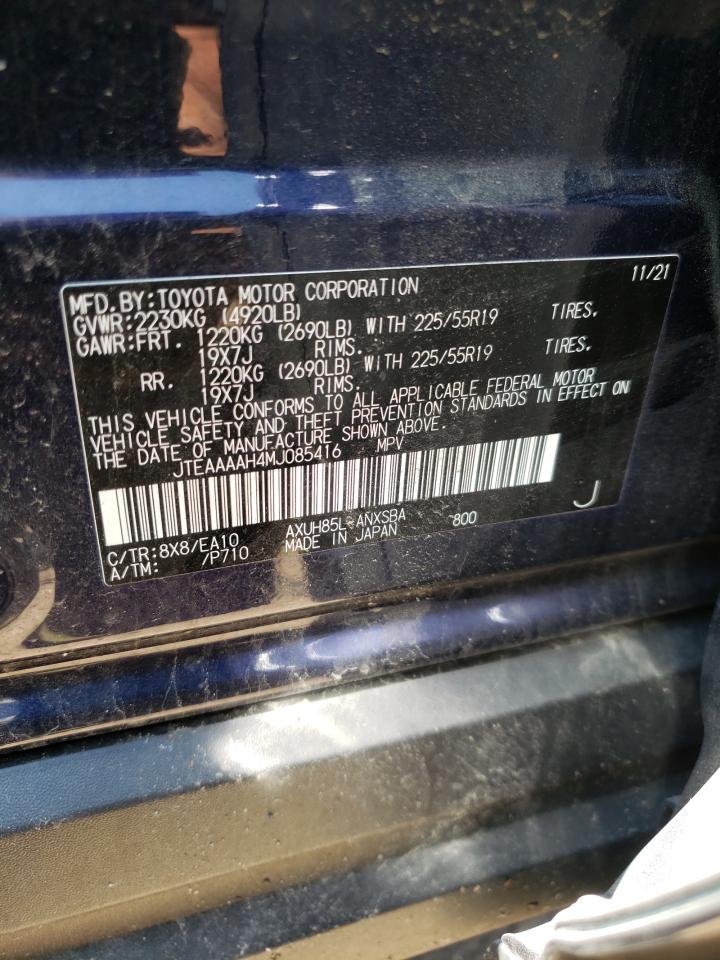 11/21
MFD. BY:TOYOTA MOTOR CORPORATION
GVWR:2230KG (4920LB)
GAWR:FRT. 1220KG (2690LB) WITH 225/55R19 TIRES.
19X7J RIMS.
RR. 1220KG (2690LB) WITH 225/55R19 TIRES.
19X7J RIMS.
THIS VEHICLE CONFORMS TO ALL APPLICABLE FEDERAL MOTOR
VEHICLE SAFETY AND THEFT PREVENTION STANDARDS IN EFFECT ON
THE DATE OF MANUFACTURE SHOWN ABOVE.
JTEAAAAH4MJ085416 MPV
J
C/TR:8X8/EA10 AXUH85L-ANXSBA 800
A/TM: /P710 MADE IN JAPAN